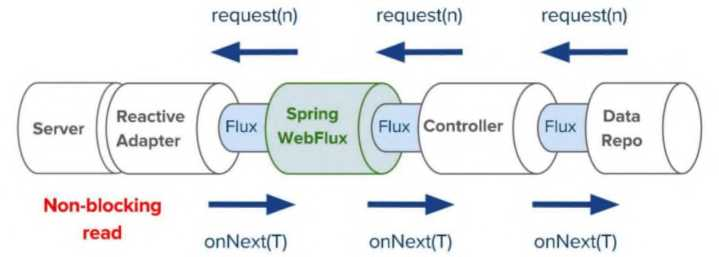 request(n)
request(n)
request(n)
Server
Reactive
Adapter
Flux
Spring
WebFlux
Flux
Controller
Flux
Data
Repo
Non-blocking
read
onNext(T)
onNext(T)
onNext(T)